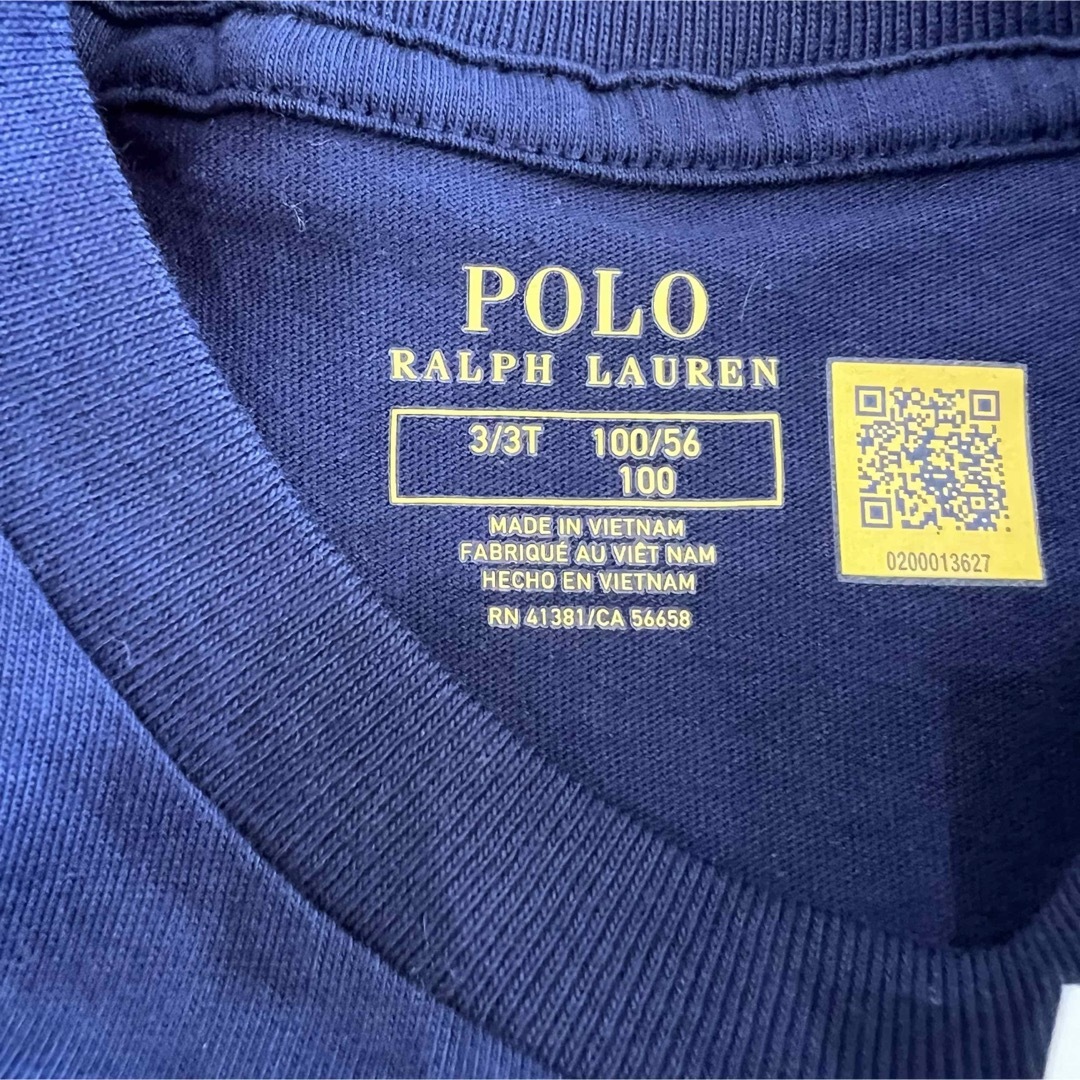 POLO
RALPH LAUREN
3/3T 100/56
100
MADE IN VIETNAM
FABRIQUÉ AU VIÊT NAM
HECHO EN VIETNAM
RN 41381/CA 56658
0200013627